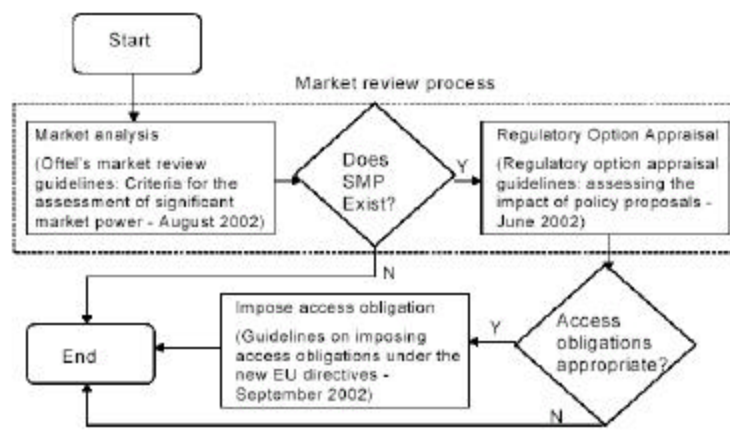 Start
Market review process
Market analysis
(Oftel's market review
guidelines: Criteria for the
assessment of significant
market power - August 2002)
Does
SMP
Exist?
Y
Regulatory Option Appraisal
(Regulatory option appraisal
guidelines: assessing the
impact of policy proposals -
June 2002)
N
Impose access obligation
(Guidelines on imposing
access obligations under the
new EU directives -
September 2002)
Y
Access
obligations
appropriate?
End
N